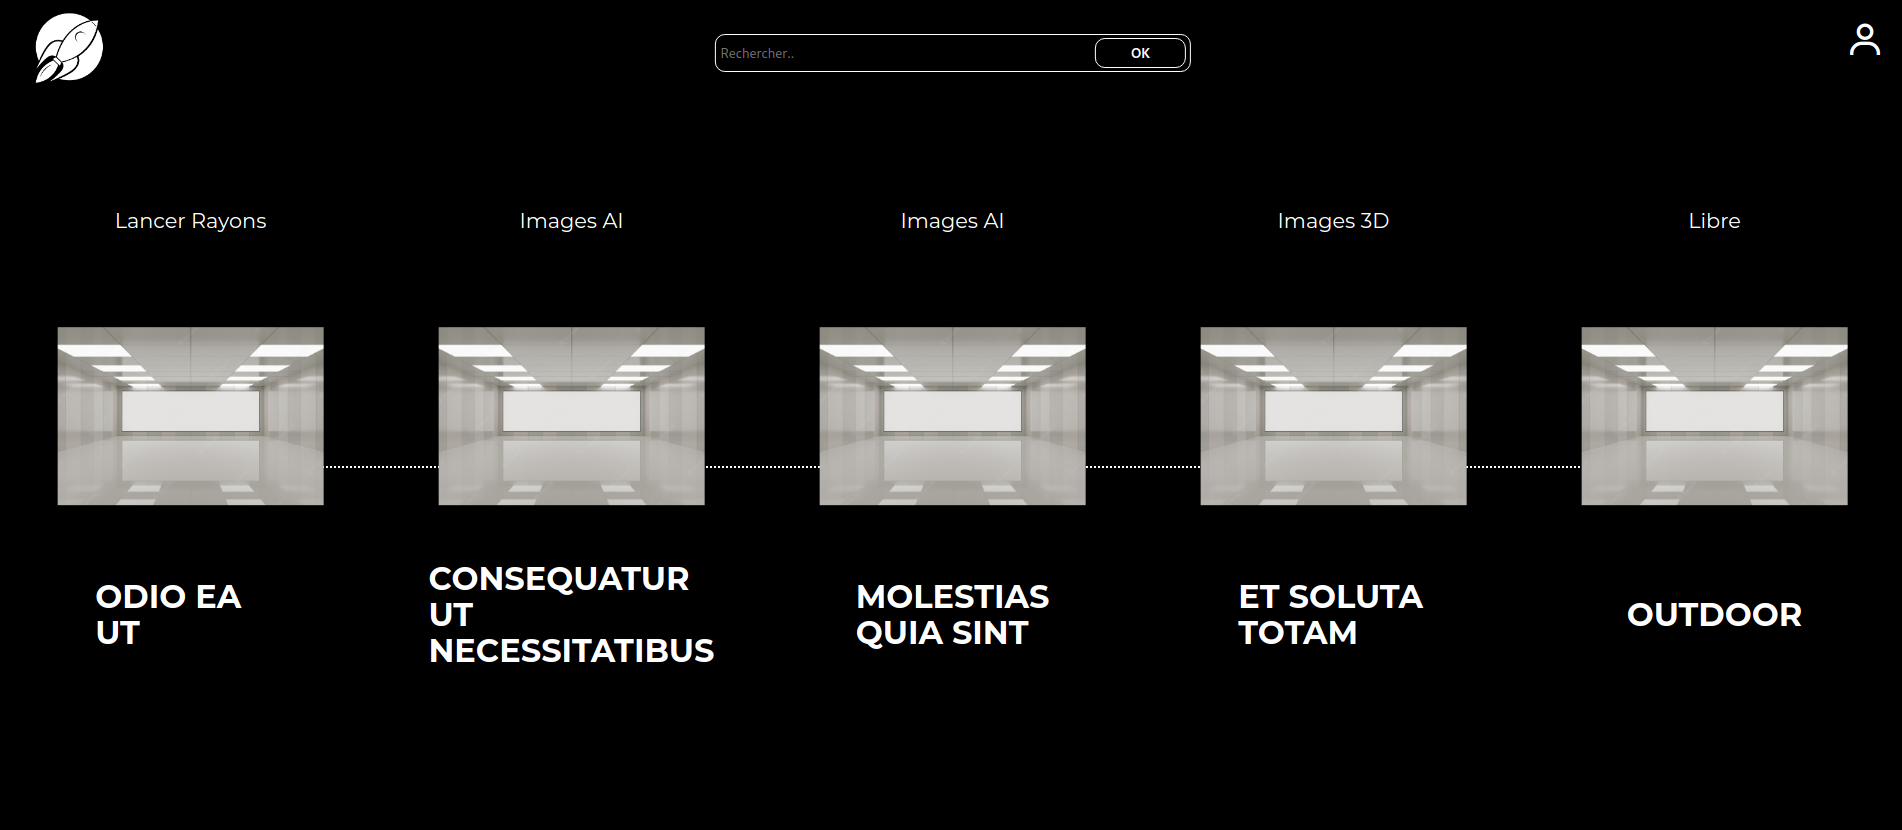 Rechercher..
OK
Lancer Rayons
Images AI
Images AI
Images 3D
Libre
ODIO EA
UT
CONSEQUATUR
UT
NECESSITATIBUS
MOLESTIAS
QUIA SINT
ET SOLUTA
TOTAM
OUTDOOR